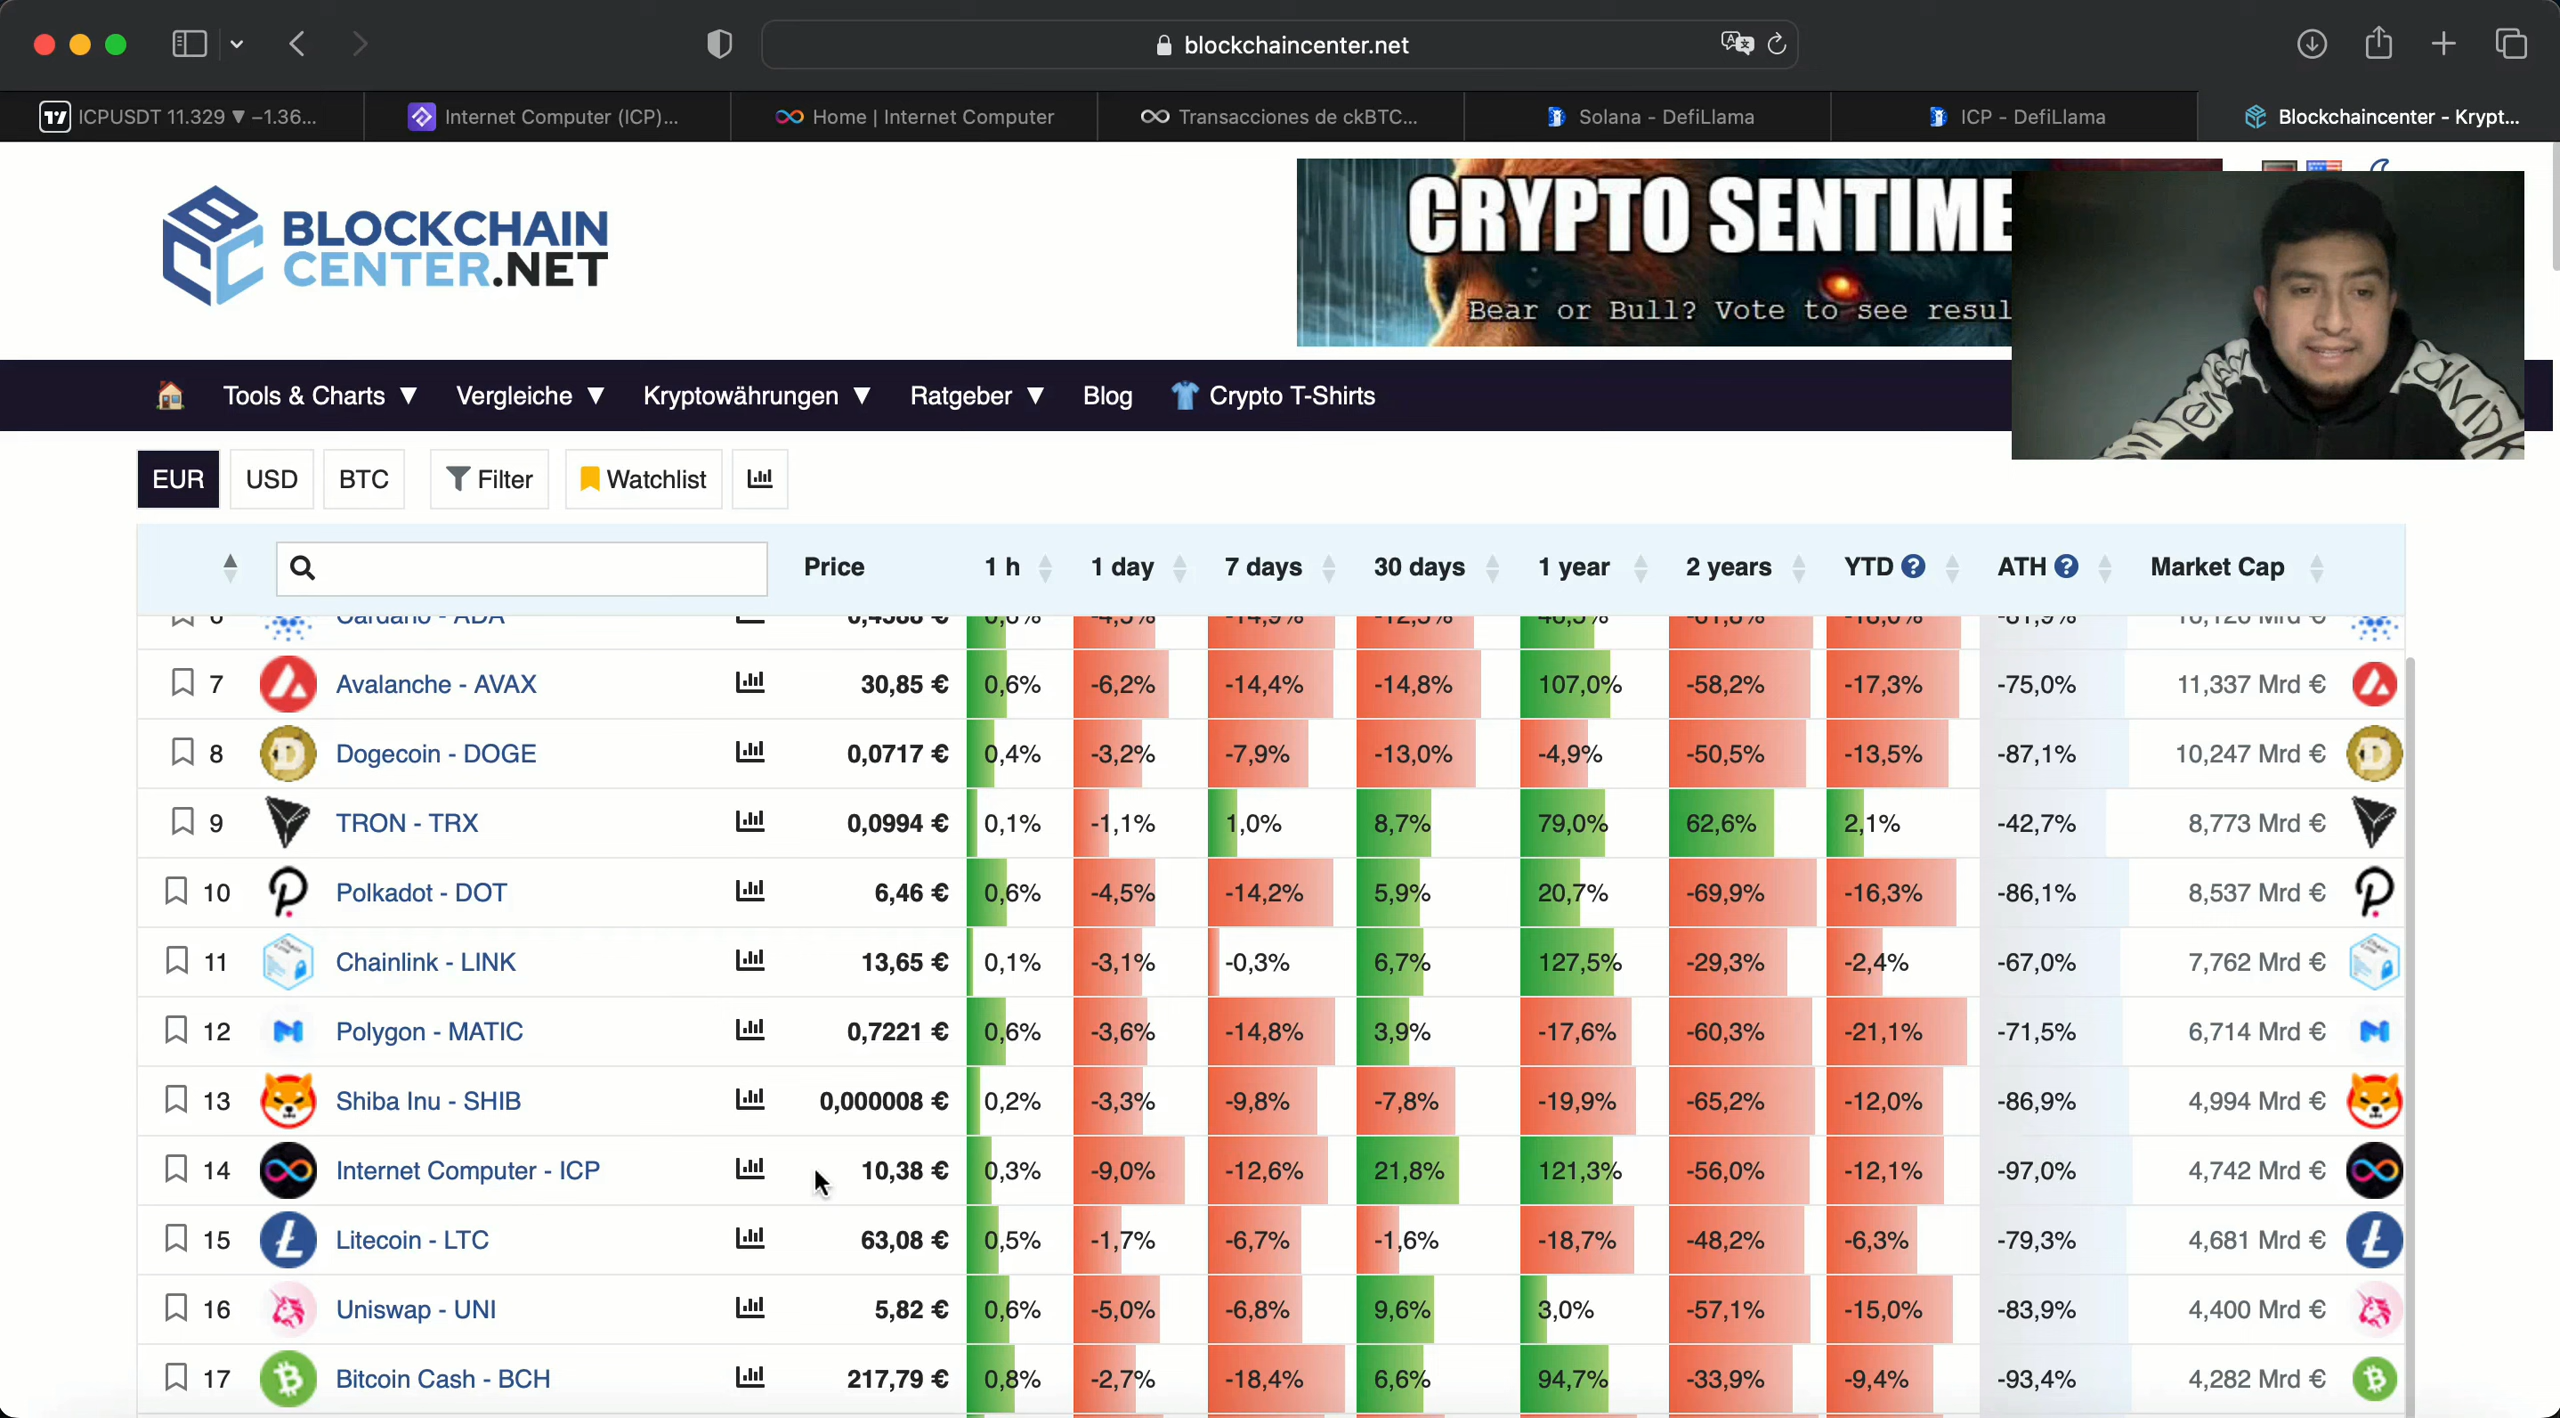 blockchaincenter.net
ICPUSDT 11.329 ▼ −1.36...
Internet Computer (ICP)...
Home | Internet Computer
Transacciones de ckBTC...
Solana - DefiLlama
ICP - DefiLlama
Blockchaincenter - Krypt...
BLOCKCHAIN
CENTER.NET
CRYPTO SENTIME
Bear or Bull? Vote to see resul
Tools & Charts ▼ Vergleiche ▼ Kryptowährungen ▼ Ratgeber ▼ Blog Crypto T-Shirts
EUR USD BTC Filter Watchlist
Price 1 h 1 day 7 days 30 days 1 year 2 years YTD ? ATH ? Market Cap
Cardano - ADA
7 Avalanche - AVAX 30,85 € 0,6% -6,2% -14,4% -14,8% 107,0% -58,2% -17,3% -75,0% 11,337 Mrd €
8 Dogecoin - DOGE 0,0717 € 0,4% -3,2% -7,9% -13,0% -4,9% -50,5% -13,5% -87,1% 10,247 Mrd €
9 TRON - TRX 0,0994 € 0,1% -1,1% 1,0% 8,7% 79,0% 62,6% 2,1% -42,7% 8,773 Mrd €
10 Polkadot - DOT 6,46 € 0,6% -4,5% -14,2% 5,9% 20,7% -69,9% -16,3% -86,1% 8,537 Mrd €
11 Chainlink - LINK 13,65 € 0,1% -3,1% -0,3% 6,7% 127,5% -29,3% -2,4% -67,0% 7,762 Mrd €
12 Polygon - MATIC 0,7221 € 0,6% -3,6% -14,8% 3,9% -17,6% -60,3% -21,1% -71,5% 6,714 Mrd €
13 Shiba Inu - SHIB 0,000008 € 0,2% -3,3% -9,8% -7,8% -19,9% -65,2% -12,0% -86,9% 4,994 Mrd €
14 Internet Computer - ICP 10,38 € 0,3% -9,0% -12,6% 21,8% 121,3% -56,0% -12,1% -97,0% 4,742 Mrd €
15 Litecoin - LTC 63,08 € 0,5% -1,7% -6,7% -1,6% -18,7% -48,2% -6,3% -79,3% 4,681 Mrd €
16 Uniswap - UNI 5,82 € 0,6% -5,0% -6,8% 9,6% 3,0% -57,1% -15,0% -83,9% 4,400 Mrd €
17 Bitcoin Cash - BCH 217,79 € 0,8% -2,7% -18,4% 6,6% 94,7% -33,9% -9,4% -93,4% 4,282 Mrd €